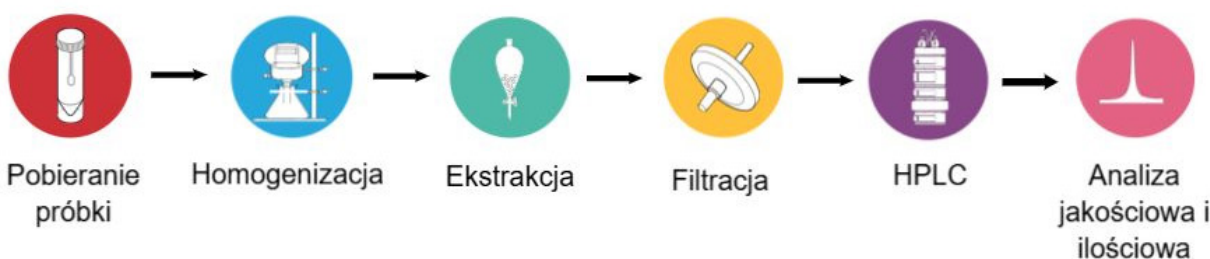 Pobieranie
próbki
Homogenizacja
Ekstrakcja
Filtracja
HPLC
Analiza
jakościowa i
ilościowa